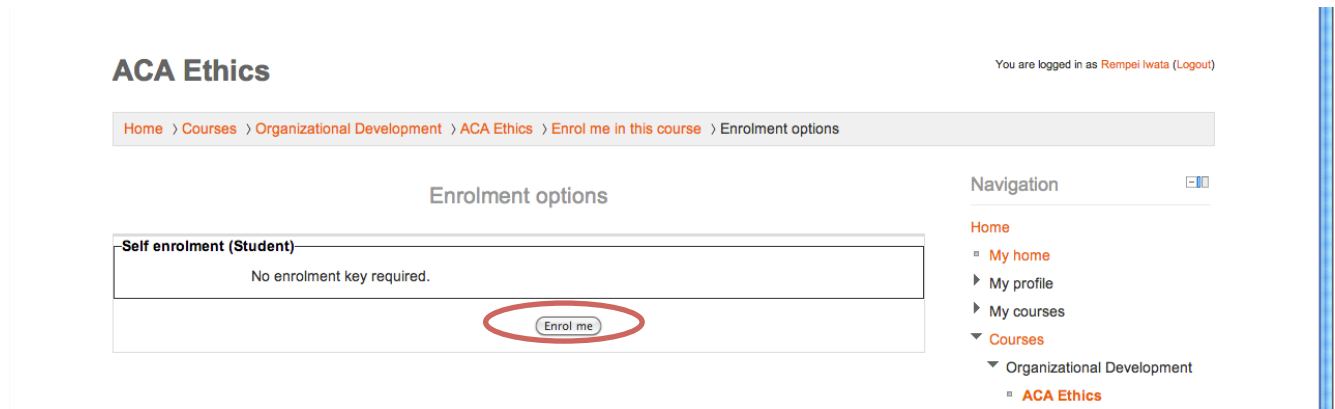 ACA Ethics
You are logged in as Rempei Iwata (Logout)
Home 〉Courses 〉Organizational Development 〉ACA Ethics 〉Enrol me in this course 〉Enrolment options
Enrolment options
Self enrolment (Student)
No enrolment key required.
Enrol me
Navigation
Home
My home
My profile
My courses
Courses
Organizational Development
ACA Ethics